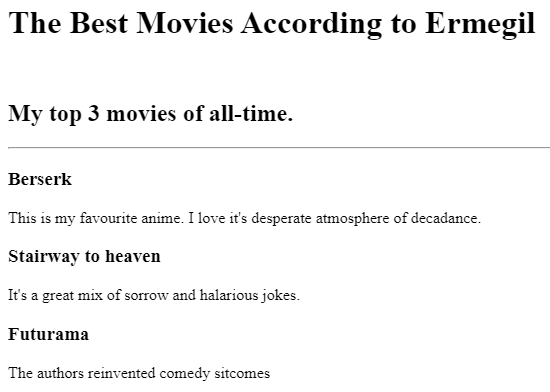 The Best Movies According to Ermegil
My top 3 movies of all-time.
Berserk
This is my favourite anime. I love it's desperate atmosphere of decadance.
Stairway to heaven
It's a great mix of sorrow and halarious jokes.
Futurama
The authors reinvented comedy sitcomes